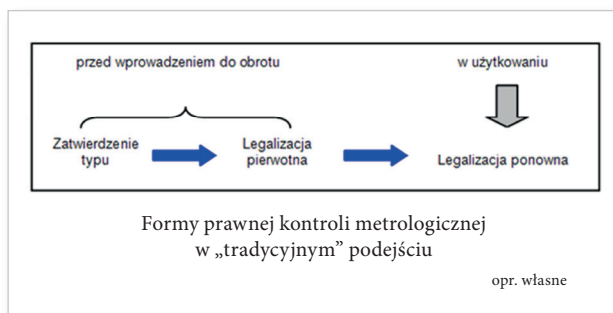 przed wprowadzeniem do obrotu
w użytkowaniu
Zatwierdzenie
typu
Legalizacja
pierwotna
Legalizacja ponowna
Formy prawnej kontroli metrologicznej
w „tradycyjnym” podejściu
opr. własne